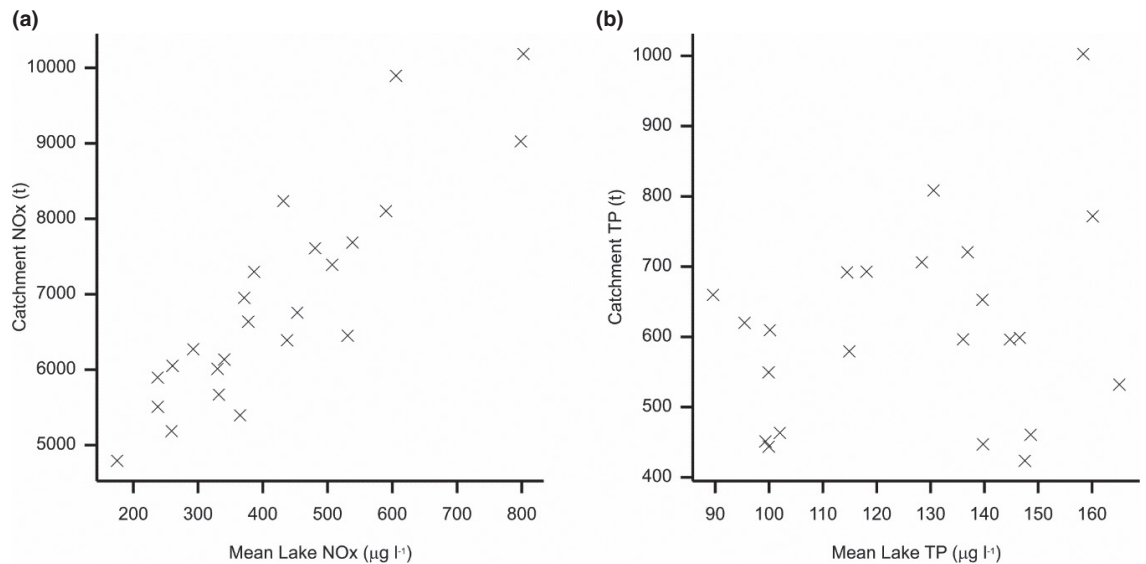 (a)
10000
9000
8000
7000
6000
5000
Catchment NOx (t)
200 300 400 500 600 700 800
Mean Lake NOx (µg l⁻¹)
(b)
1000
900
800
700
600
500
400
Catchment TP (t)
90 100 110 120 130 140 150 160
Mean Lake TP (µg l⁻¹)